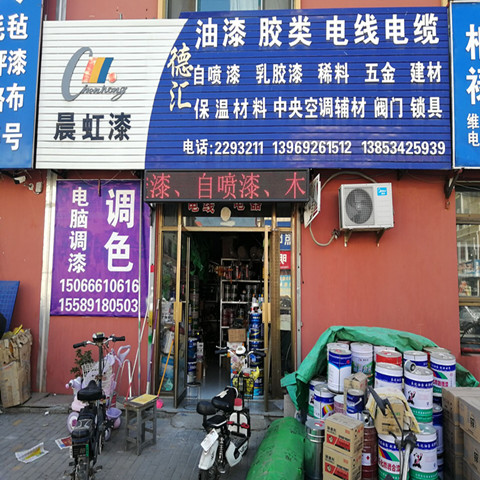 毛毡
坪漆
格布
号
Chenhong
晨虹漆
德汇
油漆 胶类 电线电缆
自喷漆 乳胶漆 稀料 五金 建材
保温材料 中央空调辅材 阀门 锁具
电话:2293211 13969261512 13853425939
漆、自喷漆、木
电脑调漆
调色
15066610616
15589180503